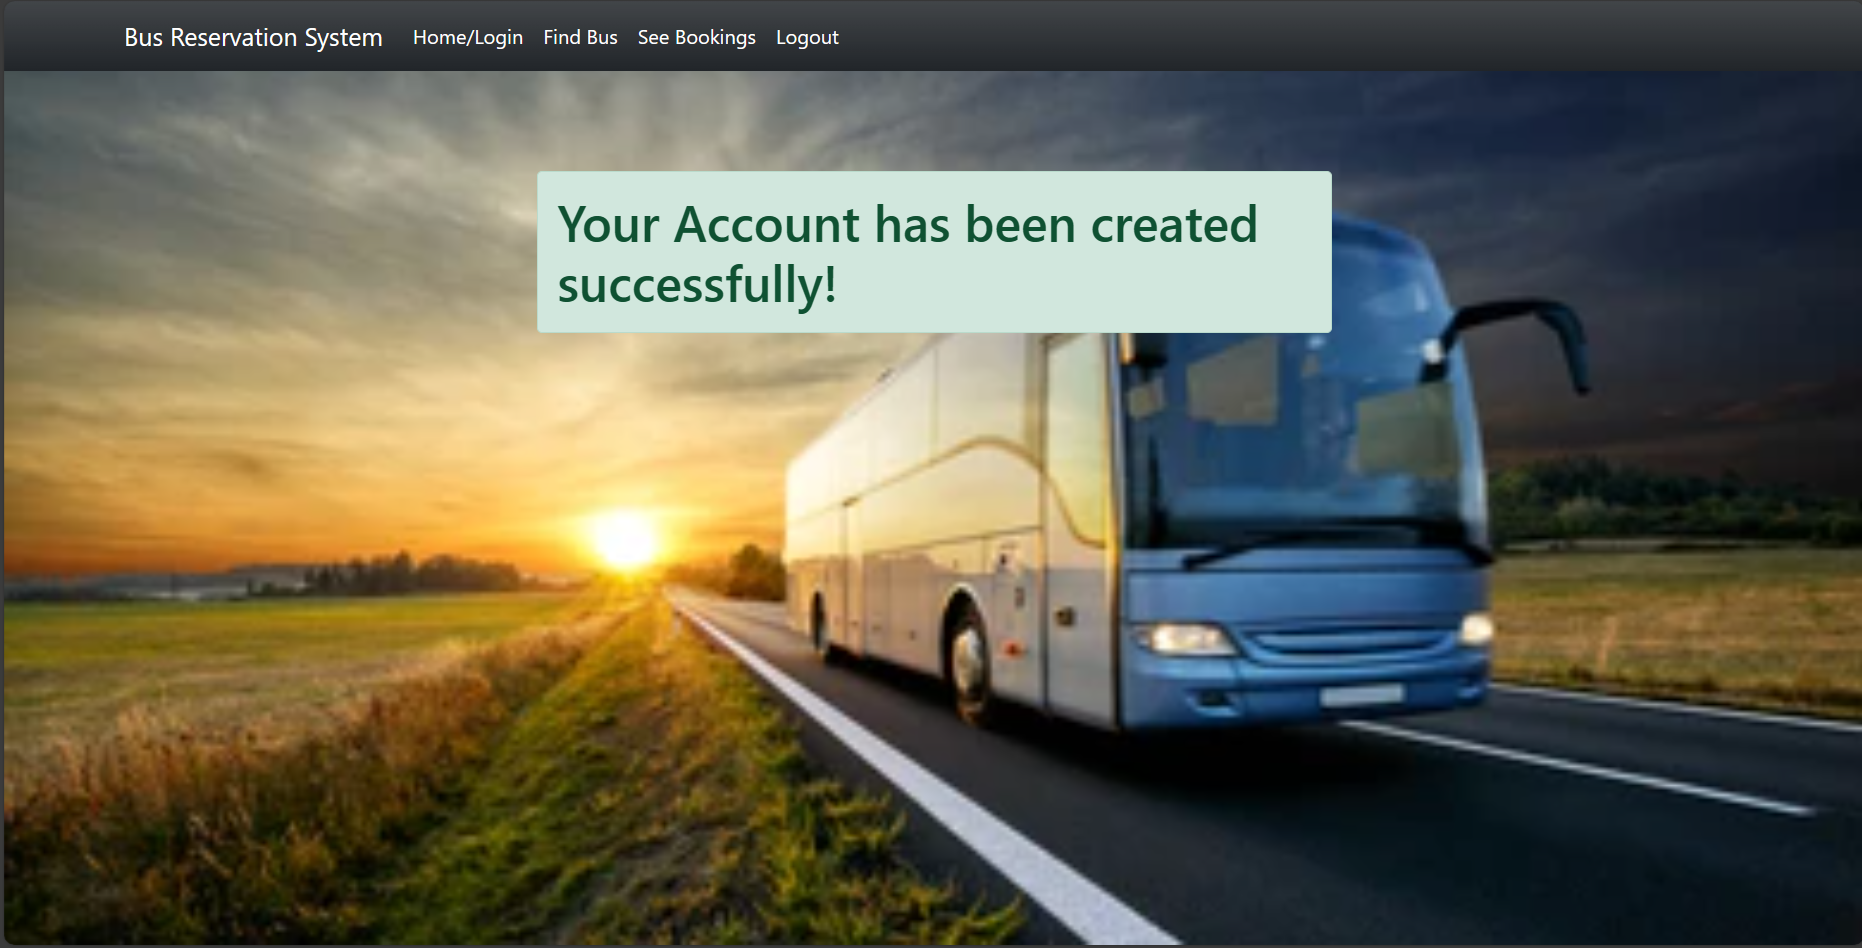 Bus Reservation System Home/Login Find Bus See Bookings Logout
Your Account has been created
successfully!